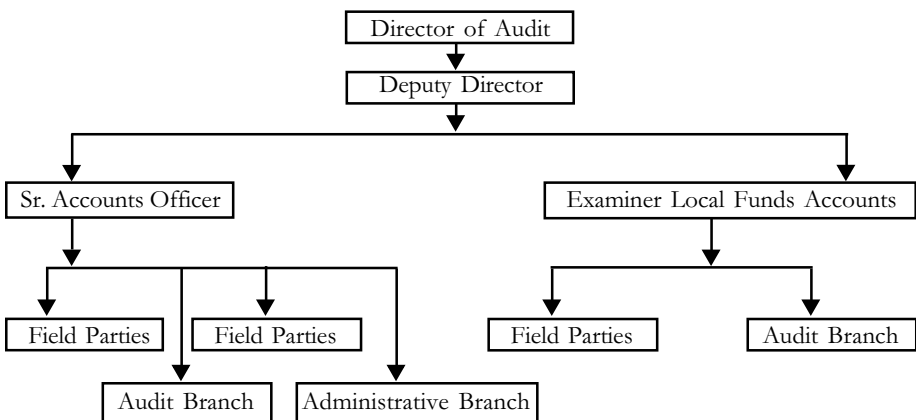 Director of Audit
Deputy Director
Sr. Accounts Officer
Examiner Local Funds Accounts
Field Parties
Field Parties
Field Parties
Audit Branch
Audit Branch
Administrative Branch